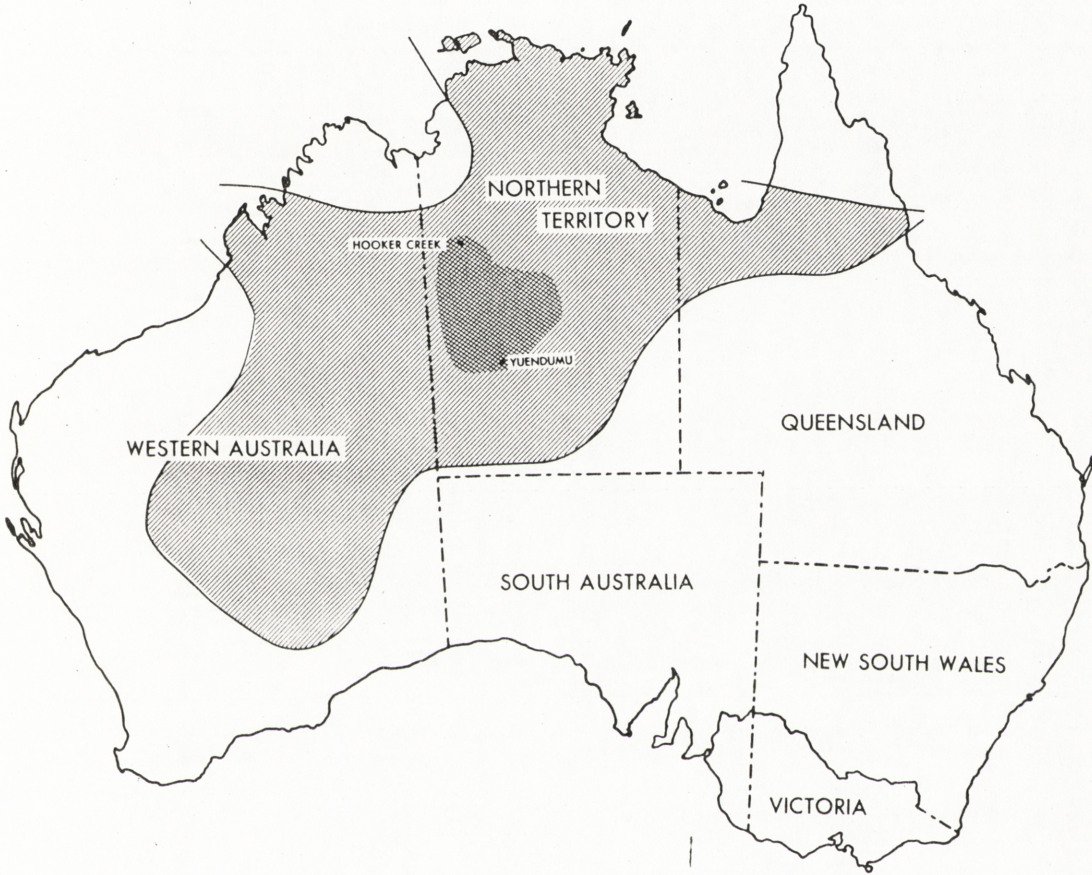 NORTHERN
TERRITORY
HOOKER CREEK
YUENDUMU
WESTERN AUSTRALIA
QUEENSLAND
SOUTH AUSTRALIA
NEW SOUTH WALES
VICTORIA